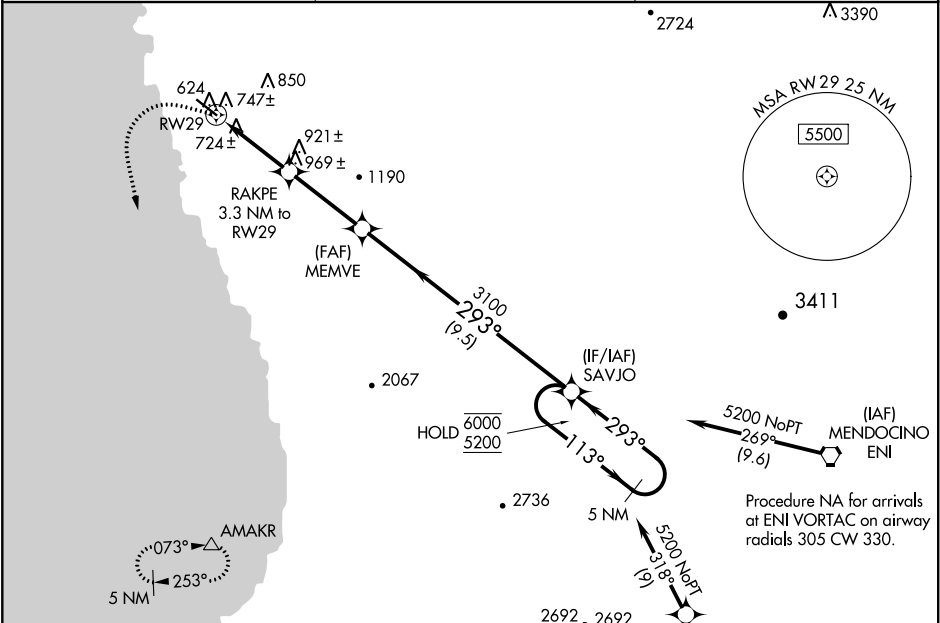 2724
3390
850
624
747±
RW29
724±
921±
969±
1190
MSA RW29 25 NM
5500
RAKPE
3.3 NM to
RW29
(FAF)
MEMVE
3100
293°
(9.5)
3411
(IF/IAF)
SAVJO
2067
HOLD
6000
5200
293°
113°
5 NM
5200 NoPT
269°
(9.6)
(IAF)
MENDOCINO
ENI
Procedure NA for arrivals
at ENI VORTAC on airway
radials 305 CW 330.
2736
5200 NoPT
318°
(9)
AMAKR
073°
253°
5 NM
2692
2692